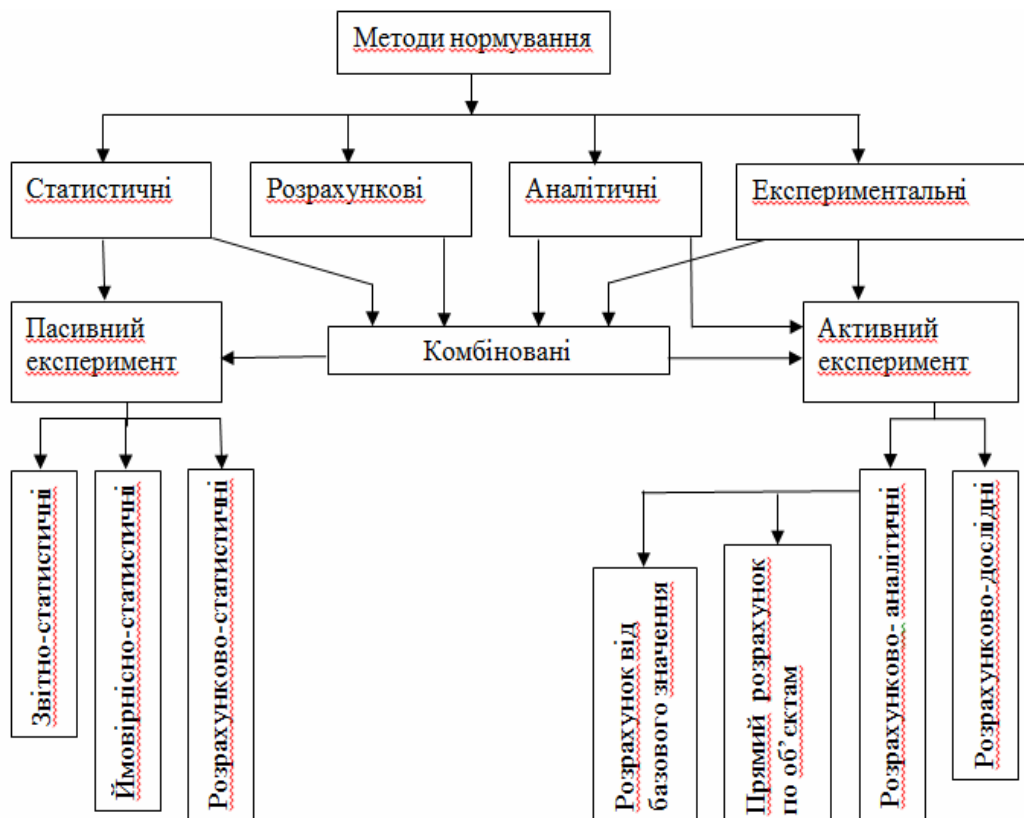 Методи нормування
Статистичні
Розрахункові
Аналітичні
Експериментальні
Пасивний
експеримент
Комбіновані
Активний
експеримент
Звітно-статистичні
Ймовірнісно-статистичні
Розрахунково-статистичні
Розрахунок від
базового значення
Прямий розрахунок
по об’єктам
Розрахунково- аналітичні
Розрахунково-дослідні